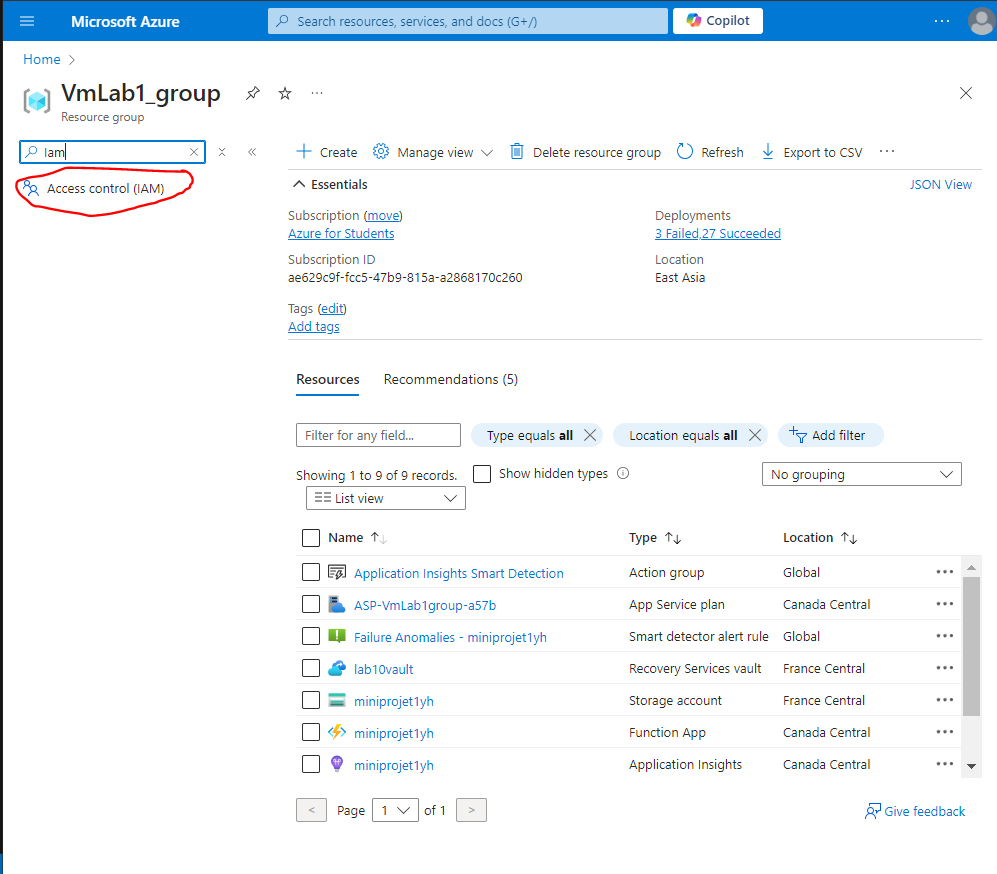 Microsoft Azure
Search resources, services, and docs (G+/)
Copilot
...
Home >
VmLab1_group
...
Resource group
Iam
Access control (IAM)
Create
Manage view
Delete resource group
Refresh
Export to CSV
...
Essentials
JSON View
Subscription (move)
Azure for Students
Subscription ID
ae629c9f-fcc5-47b9-815a-a2868170c260
Tags (edit)
Add tags
Deployments
3 Failed,27 Succeeded
Location
East Asia
Resources
Recommendations (5)
Filter for any field...
Type equals all
Location equals all
Add filter
Showing 1 to 9 of 9 records.
Show hidden types
No grouping
List view
Name Type Location
Application Insights Smart Detection Action group Global ...
ASP-VmLab1group-a57b App Service plan Canada Central ...
Failure Anomalies - miniprojet1yh Smart detector alert rule Global ...
lab10vault Recovery Services vault France Central ...
miniprojet1yh Storage account France Central ...
miniprojet1yh Function App Canada Central ...
miniprojet1yh Application Insights Canada Central ...
< Page 1 of 1 >
Give feedback